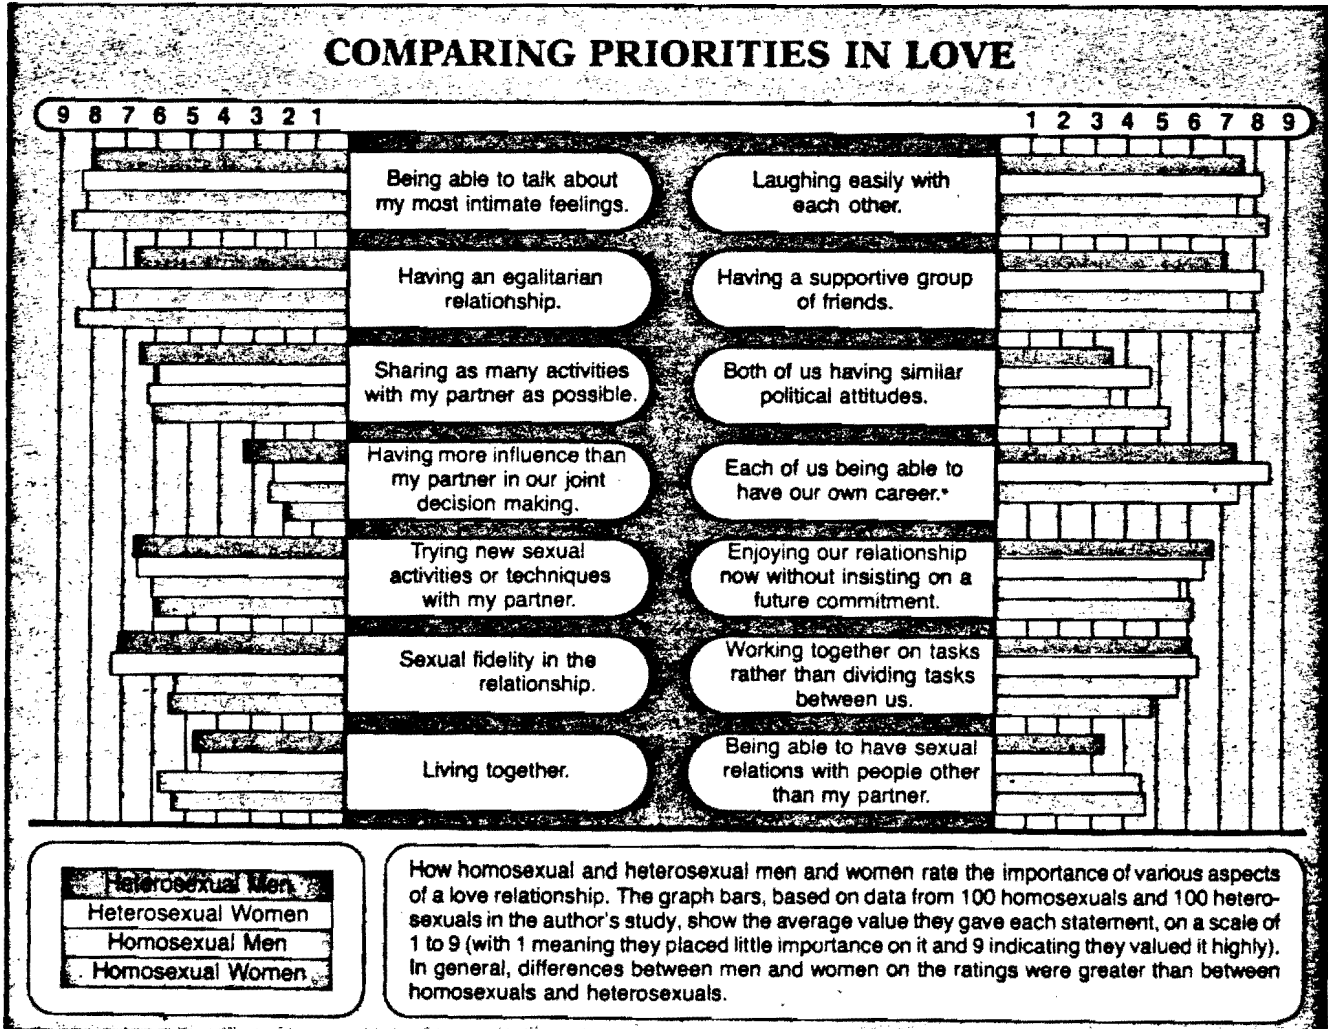 COMPARING PRIORITIES IN LOVE
9 8 7 6 5 4 3 2 1
1 2 3 4 5 6 7 8 9
Being able to talk about
my most intimate feelings.
Laughing easily with
each other.
Having an egalitarian
relationship.
Having a supportive group
of friends.
Sharing as many activities
with my partner as possible.
Both of us having similar
political attitudes.
Having more influence than
my partner in our joint
decision making.
Each of us being able to
have our own career.*
Trying new sexual
activities or techniques
with my partner.
Enjoying our relationship
now without insisting on a
future commitment.
Sexual fidelity in the
relationship.
Working together on tasks
rather than dividing tasks
between us.
Living together.
Being able to have sexual
relations with people other
than my partner.
Heterosexual Men
Heterosexual Women
Homosexual Men
Homosexual Women
How homosexual and heterosexual men and women rate the importance of various aspects
of a love relationship. The graph bars, based on data from 100 homosexuals and 100 hetero-
sexuals in the author's study, show the average value they gave each statement, on a scale of
1 to 9 (with 1 meaning they placed little importance on it and 9 indicating they valued it highly).
In general, differences between men and women on the ratings were greater than between
homosexuals and heterosexuals.